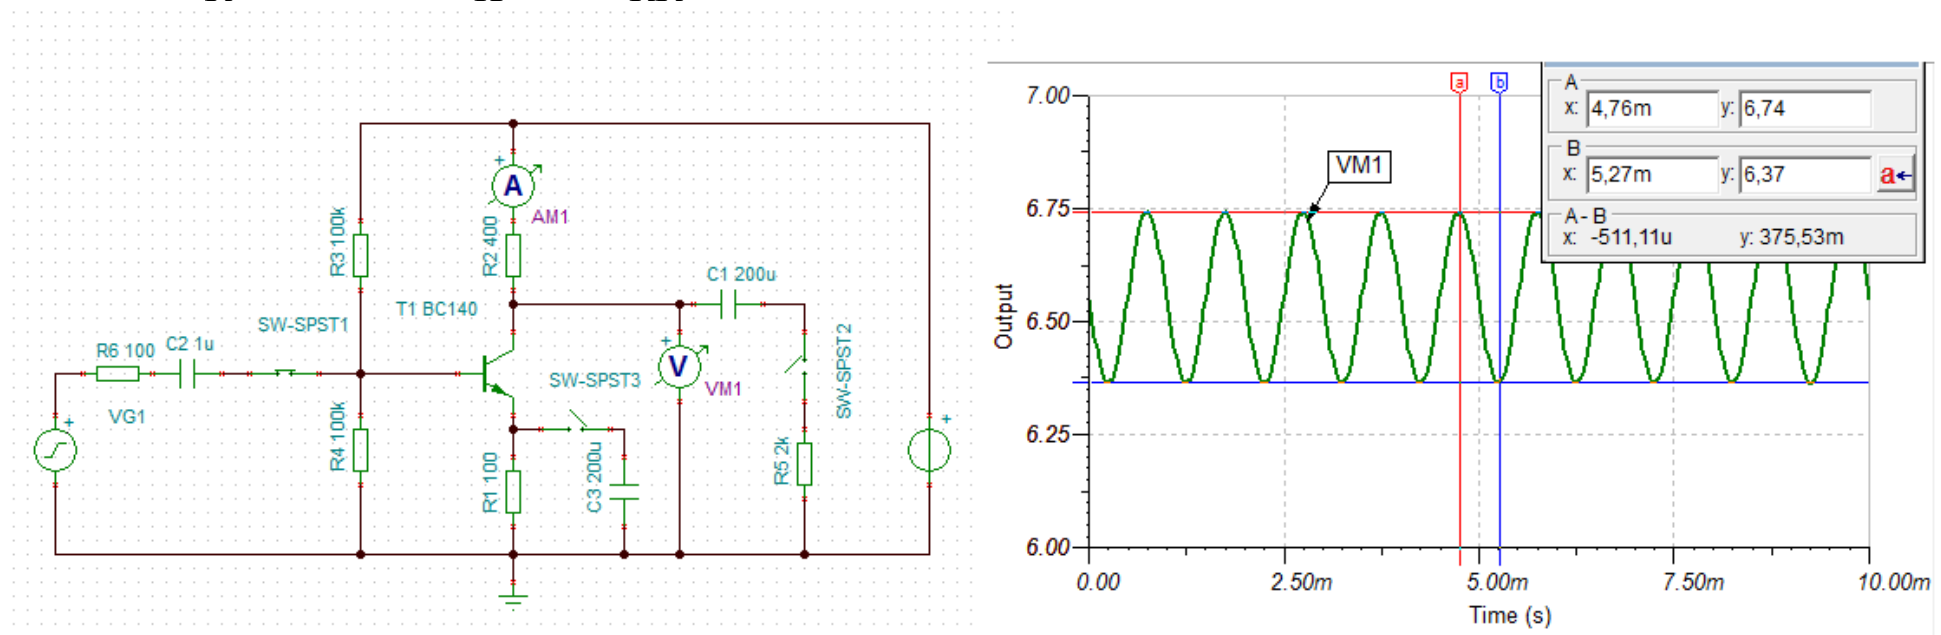 A
AM1
R3 100k
R2 400
C1 200u
T1 BC140
SW-SPST1
R6 100
C2 1u
V
VM1
SW-SPST2
SW-SPST3
VG1
R4 100k
R1 100
C3 200u
R5 2k
a
b
A
x: 4,76m y: 6,74
B
x: 5,27m y: 6,37
a←
A - B
x: -511,11u y: 375,53m
VM1
Output
7.00
6.75
6.50
6.25
6.00
0.00 2.50m 5.00m 7.50m 10.00m
Time (s)